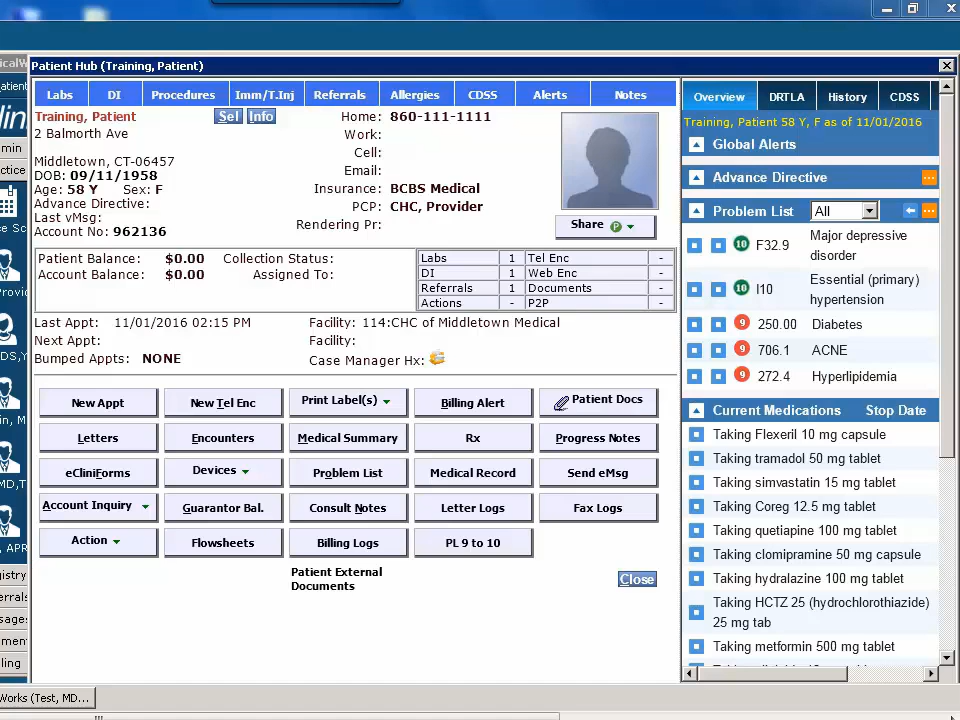 Patient Hub (Training, Patient)
Labs DI Procedures Imm/T.Inj Referrals Allergies CDSS Alerts Notes
Training, Patient Sel Info
2 Balmorth Ave
Middletown, CT-06457
DOB: 09/11/1958
Age: 58 Y Sex: F
Advance Directive:
Last vMsg:
Account No: 962136
Home: 860-111-1111
Work:
Cell:
Email:
Insurance: BCBS Medical
PCP: CHC, Provider
Rendering Pr:
Share P
Patient Balance: $0.00 Collection Status:
Account Balance: $0.00 Assigned To:
Labs 1 Tel Enc -
DI 1 Web Enc -
Referrals 1 Documents -
Actions - P2P -
Last Appt: 11/01/2016 02:15 PM Facility: 114:CHC of Middletown Medical
Next Appt: Facility:
Bumped Appts: NONE Case Manager Hx:
New Appt New Tel Enc Print Label(s) Billing Alert Patient Docs
Letters Encounters Medical Summary Rx Progress Notes
eCliniForms Devices Problem List Medical Record Send eMsg
Account Inquiry Guarantor Bal. Consult Notes Letter Logs Fax Logs
Action Flowsheets Billing Logs PL 9 to 10
Patient External
Documents
Close
Overview DRTLA History CDSS
Training, Patient 58 Y, F as of 11/01/2016
Global Alerts
Advance Directive
Problem List All
10 F32.9 Major depressive
disorder
10 I10 Essential (primary)
hypertension
9 250.00 Diabetes
9 706.1 ACNE
9 272.4 Hyperlipidemia
Current Medications Stop Date
Taking Flexeril 10 mg capsule
Taking tramadol 50 mg tablet
Taking simvastatin 15 mg tablet
Taking Coreg 12.5 mg tablet
Taking quetiapine 100 mg tablet
Taking clomipramine 50 mg capsule
Taking hydralazine 100 mg tablet
Taking HCTZ 25 (hydrochlorothiazide)
25 mg tab
Taking metformin 500 mg tablet
Works (Test, MD...